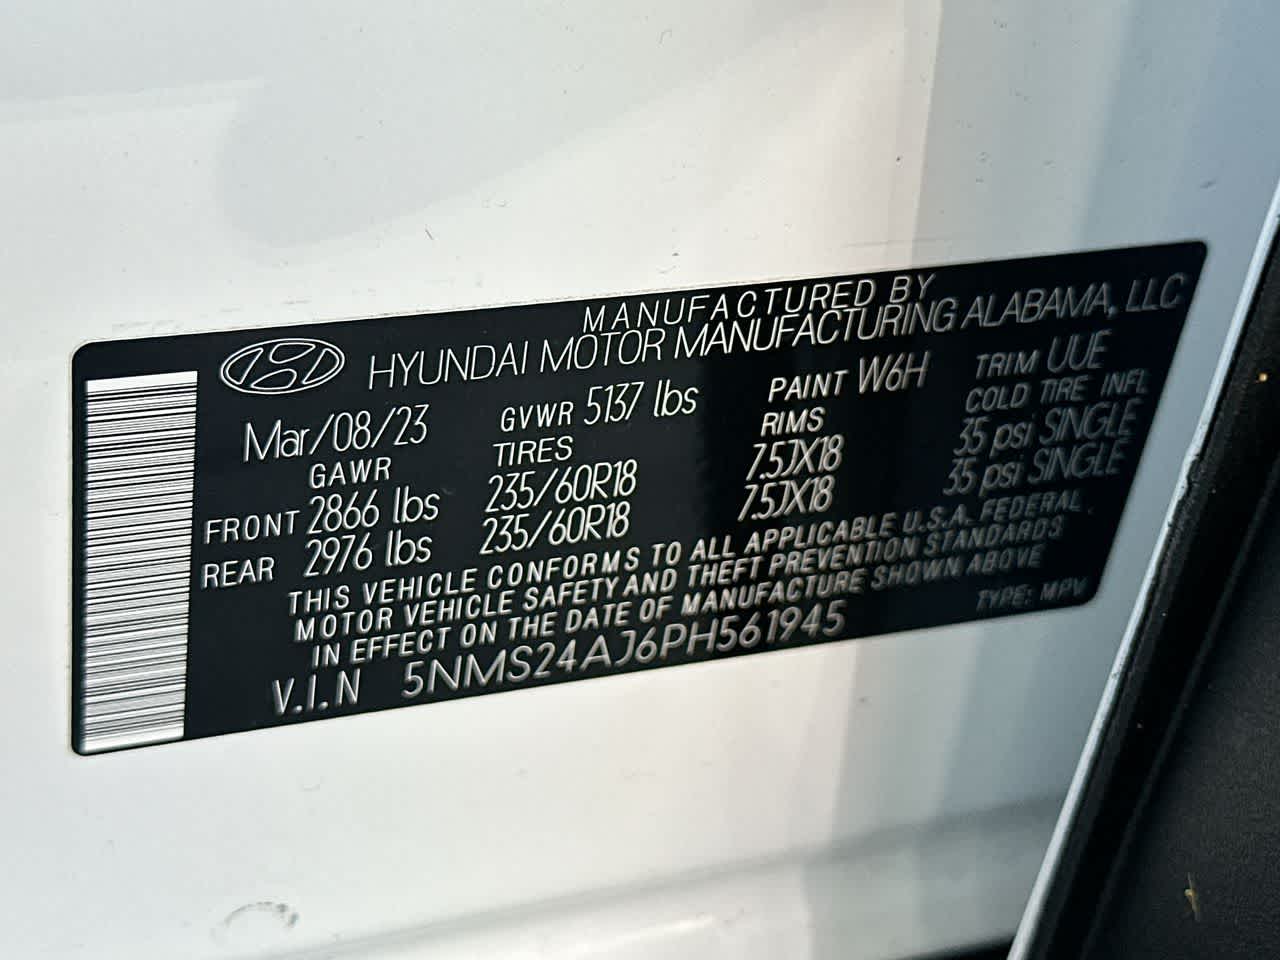 MANUFACTURED BY
HYUNDAI MOTOR MANUFACTURING ALABAMA, LLC
Mar/08/23 GVWR 5137 lbs PAINT W6H TRIM UUE
GAWR TIRES RIMS COLD TIRE INFL
FRONT 2866 lbs 235/60R18 7.5JX18 35 psi SINGLE
REAR 2976 lbs 235/60R18 7.5JX18 35 psi SINGLE
THIS VEHICLE CONFORMS TO ALL APPLICABLE U.S.A. FEDERAL
MOTOR VEHICLE SAFETY AND THEFT PREVENTION STANDARDS
IN EFFECT ON THE DATE OF MANUFACTURE SHOWN ABOVE
V.I.N 5NMS24AJ6PH561945 TYPE: MPV